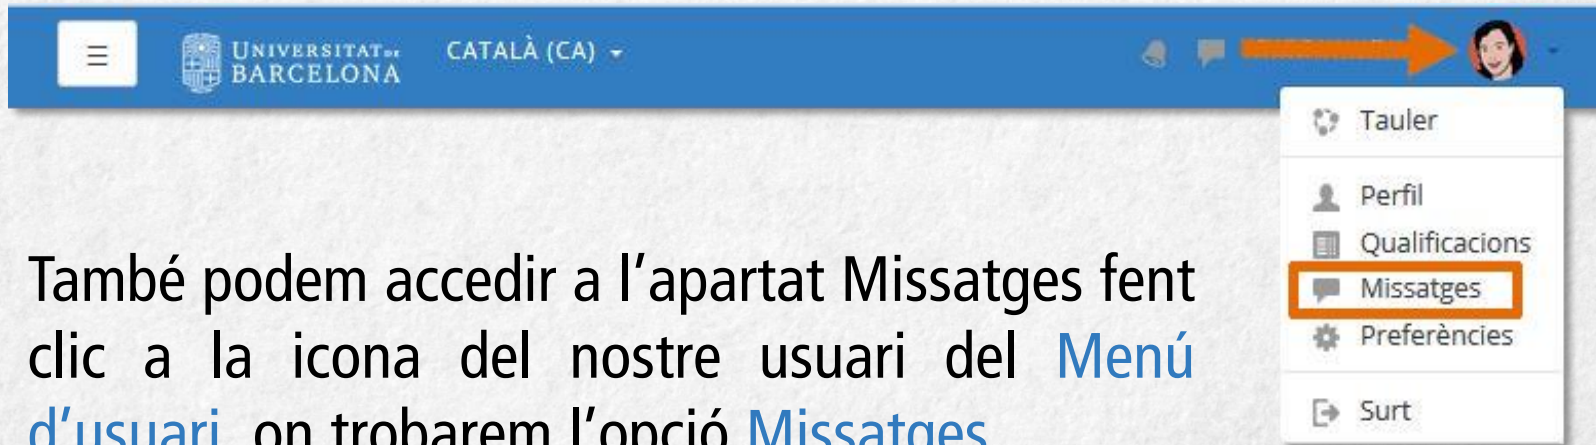 UNIVERSITAT DE
BARCELONA
CATALÀ (CA)
Tauler
Perfil
Qualificacions
Missatges
Preferències
Surt
També podem accedir a l'apartat Missatges fent
clic a la icona del nostre usuari del Menú
d'usuari, on trobarem l'opció Missatges